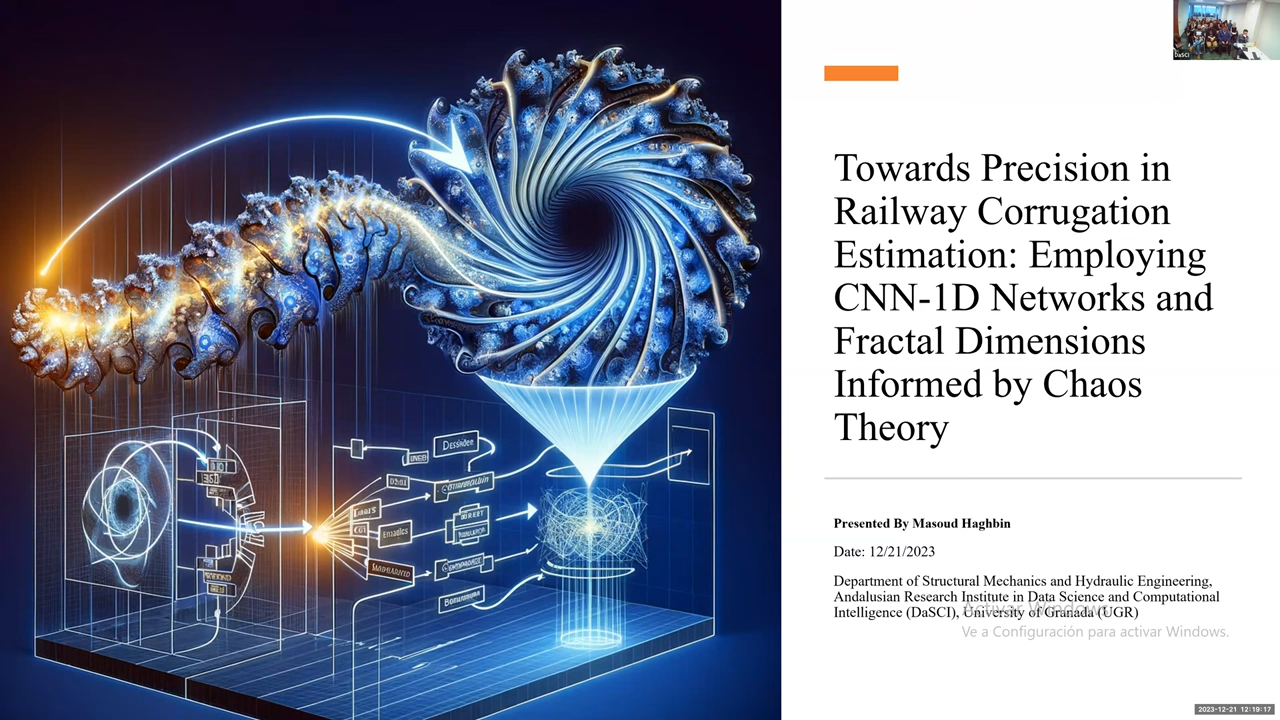 DaSCI
Towards Precision in
Railway Corrugation
Estimation: Employing
CNN-1D Networks and
Fractal Dimensions
Informed by Chaos
Theory
Presented By Masoud Haghbin
Date: 12/21/2023
Department of Structural Mechanics and Hydraulic Engineering,
Andalusian Research Institute in Data Science and Computational
Intelligence (DaSCI), University of Granada (UGR)
Activar Windows
Ve a Configuración para activar Windows.
2023-12-21 12:19:17